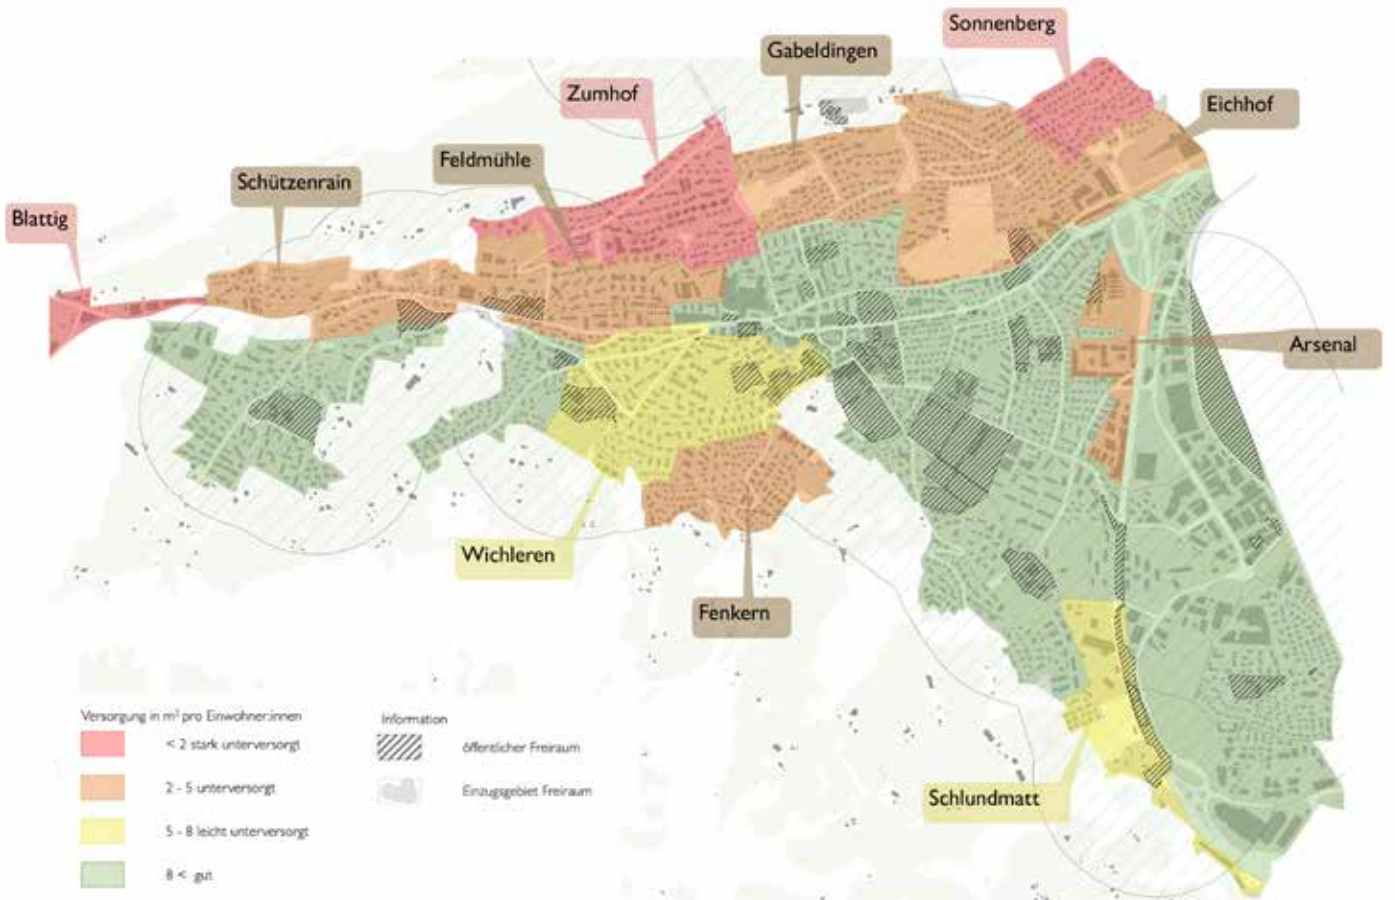 Sonnenberg
Gabeldingen
Zumhof
Eichhof
Feldmühle
Schützenrain
Blattig
Arsenal
Wichleren
Fenkern
Schlundmatt
Versorgung in m² pro Einwohner:innen
< 2 stark unterversorgt
2 - 5 unterversorgt
5 - 8 leicht unterversorgt
8 < gut
Information
öffentlicher Freiraum
Einzugsgebiet Freiraum